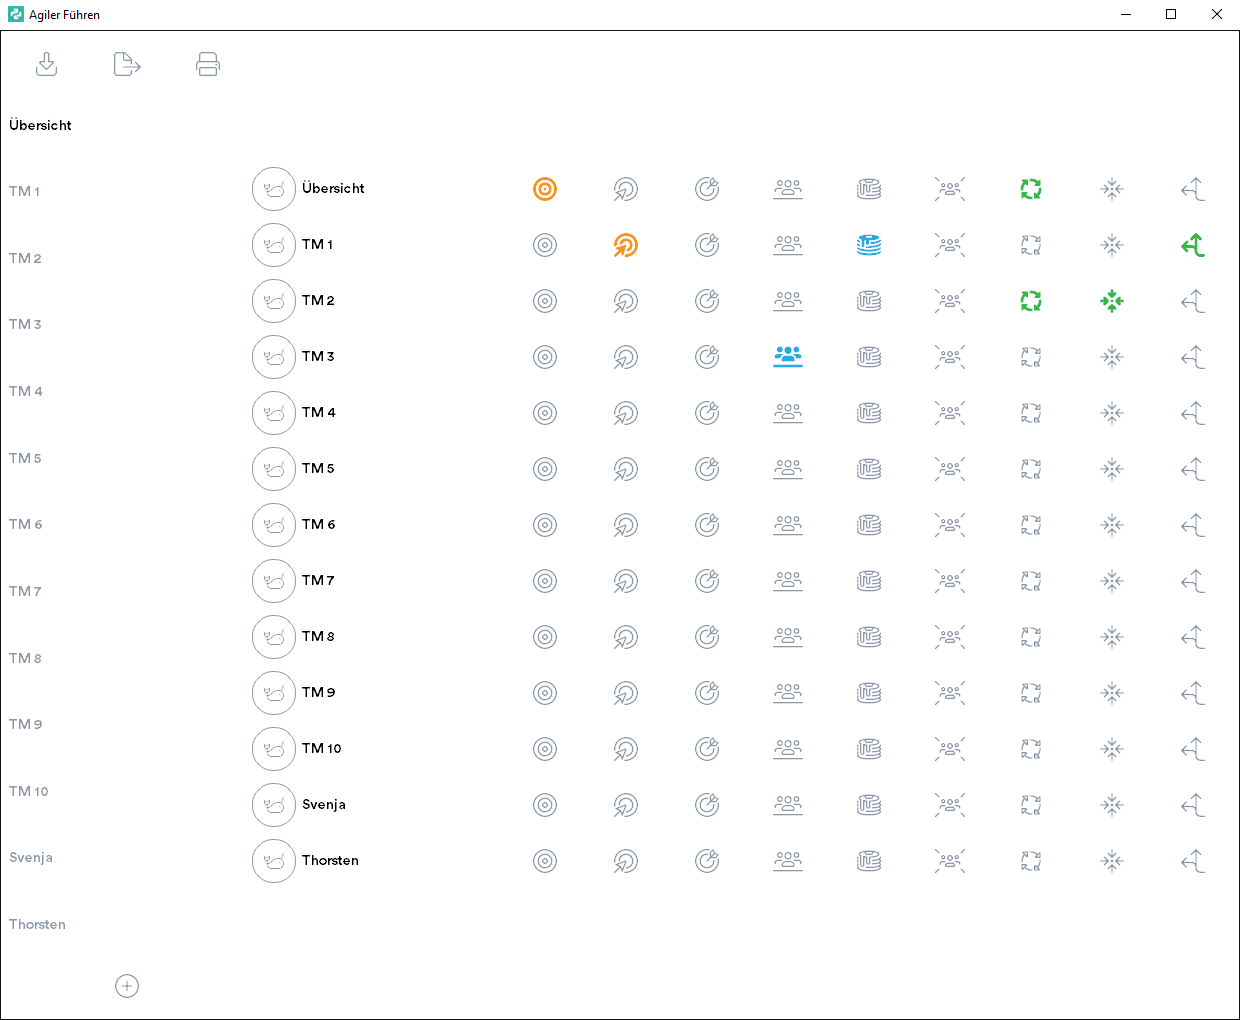 Agiler Führen
Übersicht
TM 1
TM 2
TM 3
TM 4
TM 5
TM 6
TM 7
TM 8
TM 9
TM 10
Svenja
Thorsten
Übersicht
TM 1
TM 2
TM 3
TM 4
TM 5
TM 6
TM 7
TM 8
TM 9
TM 10
Svenja
Thorsten